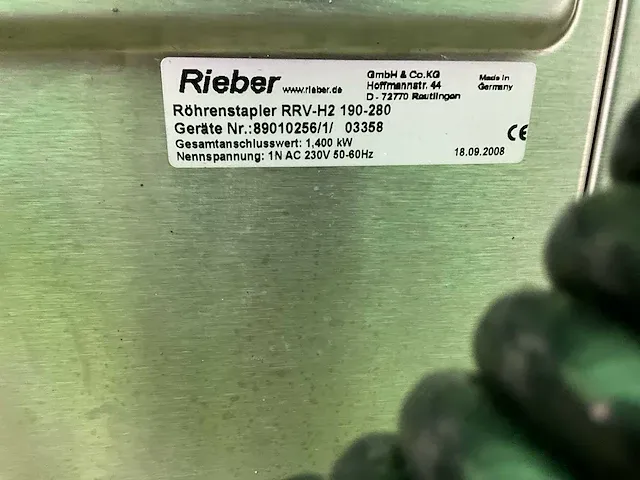 Rieber www.rieber.de
GmbH & Co.KG
Hoffmannstr. 44
D - 72770 Reutlingen
Made in
Germany
Röhrenstapler RRV-H2 190-280
Geräte Nr.:89010256/1/ 03358
Gesamtanschlusswert: 1,400 kW
Nennspannung: 1N AC 230V 50-60Hz
18.09.2008
CE